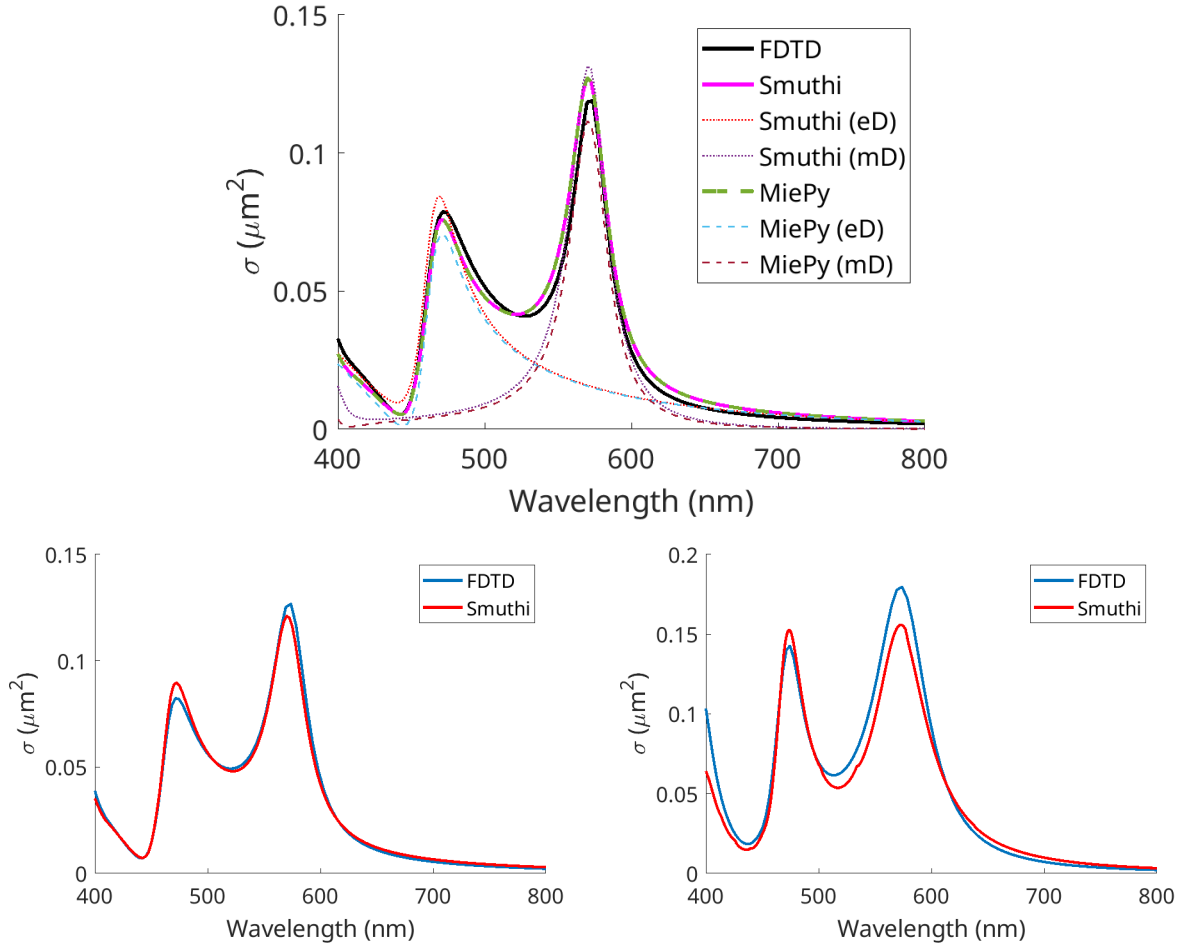 0.15
0.1
0.05
0
σ (μm²)
400 500 600 700 800
Wavelength (nm)
FDTD
Smuthi
Smuthi (eD)
Smuthi (mD)
MiePy
MiePy (eD)
MiePy (mD)
0.15
0.1
0.05
0
σ (μm²)
400 500 600 700 800
Wavelength (nm)
FDTD
Smuthi
0.2
0.15
0.1
0.05
0
σ (μm²)
400 500 600 700 800
Wavelength (nm)
FDTD
Smuthi